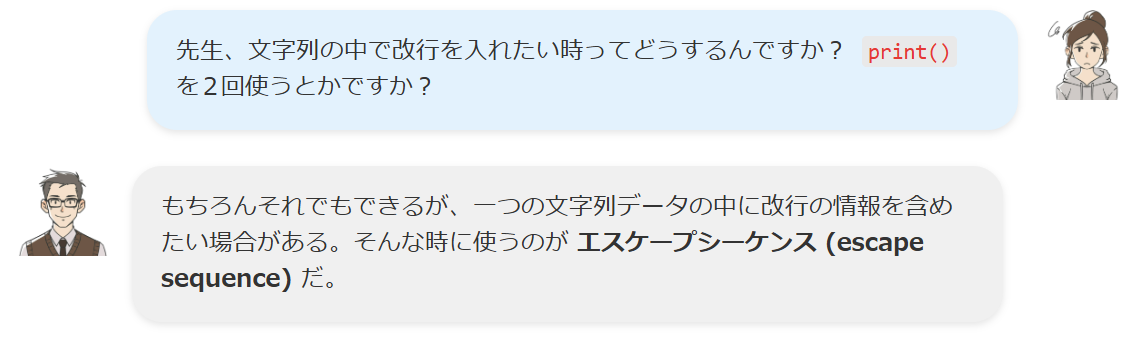 先生、文字列の中で改行を入れたい時ってどうするんですか？ print()
を２回使うとかですか？
もちろんそれでもできるが、一つの文字列データの中に改行の情報を含め
たい場合がある。そんな時に使うのが エスケープシーケンス (escape
sequence) だ。